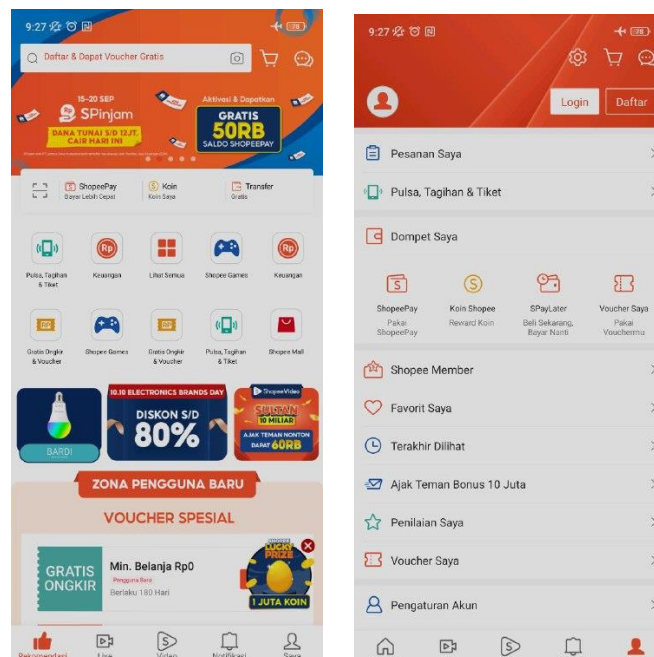 9:27
Daftar & Dapat Voucher Gratis
15-20 SEP
SPinjam
DANA TUNAI S/D 12JT.
CAIR HARI INI
Aktivasi & Dapatkan
GRATIS
50RB
SALDO SHOPEEPAY
ShopeePay
Bayar Lebih Cepat
Koin
Koin Saya
Transfer
Gratis
Pulsa, Tagihan
& Tiket
Keuangan
Lihat Semua
Shopee Games
Keuangan
Gratis Ongkir
& Voucher
Shopee Games
Gratis Ongkir
& Voucher
Pulsa, Tagihan
& Tiket
Shopee Mall
BARDI
10.10 ELECTRONICS BRANDS DAY
DISKON S/D
80%
ShopeeVideo
SULTAN
10 MILIAR
AJAK TEMAN NONTON
DAPAT 60RB
ZONA PENGGUNA BARU
VOUCHER SPESIAL
GRATIS
ONGKIR
Min. Belanja Rp0
Pengguna Baru
Berlaku 180 Hari
LUCKY
PRIZE
1 JUTA KOIN
Rekomendasi
Live
Video
Notifikasi
Saya
9:27
Login
Daftar
Pesanan Saya
Pulsa, Tagihan & Tiket
Dompet Saya
ShopeePay
Pakai
ShopeePay
Koin Shopee
Reward Koin
SPayLater
Beli Sekarang,
Bayar Nanti
Voucher Saya
Pakai
Vouchermu
Shopee Member
Favorit Saya
Terakhir Dilihat
Ajak Teman Bonus 10 Juta
Penilaian Saya
Voucher Saya
Pengaturan Akun